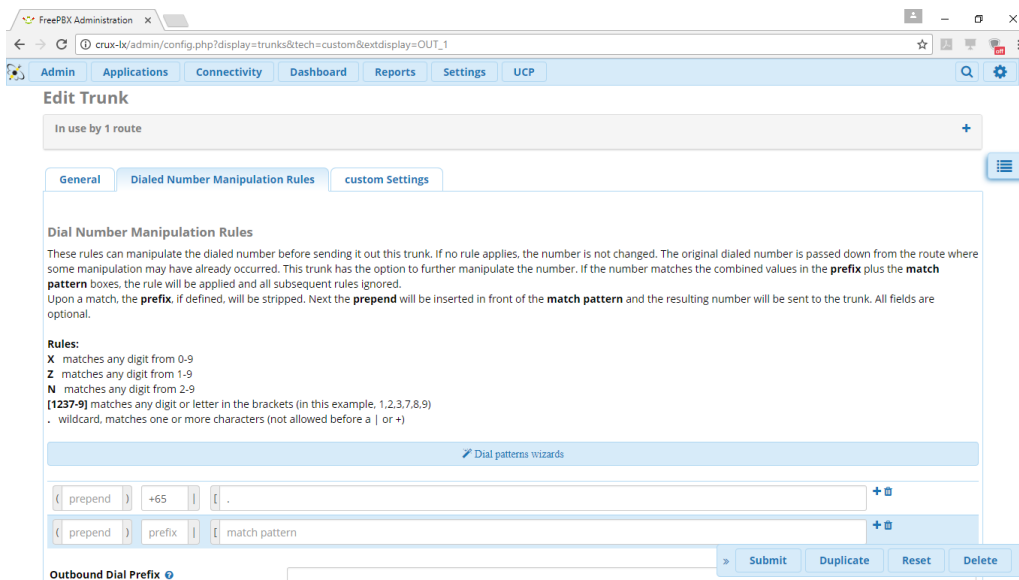 FreePBX Administration
crux-lx/admin/config.php?display=trunks&tech=custom&extdisplay=OUT_1
off
Admin Applications Connectivity Dashboard Reports Settings UCP
Edit Trunk
In use by 1 route
General Dialed Number Manipulation Rules custom Settings
Dial Number Manipulation Rules
These rules can manipulate the dialed number before sending it out this trunk. If no rule applies, the number is not changed. The original dialed number is passed down from the route where
some manipulation may have already occurred. This trunk has the option to further manipulate the number. If the number matches the combined values in the prefix plus the match
pattern boxes, the rule will be applied and all subsequent rules ignored.
Upon a match, the prefix, if defined, will be stripped. Next the prepend will be inserted in front of the match pattern and the resulting number will be sent to the trunk. All fields are
optional.
Rules:
X matches any digit from 0-9
Z matches any digit from 1-9
N matches any digit from 2-9
[1237-9] matches any digit or letter in the brackets (in this example, 1,2,3,7,8,9)
. wildcard, matches one or more characters (not allowed before a | or +)
Dial patterns wizards
( prepend ) +65 | [ .
( prepend ) prefix | [ match pattern
» Submit Duplicate Reset Delete
Outbound Dial Prefix